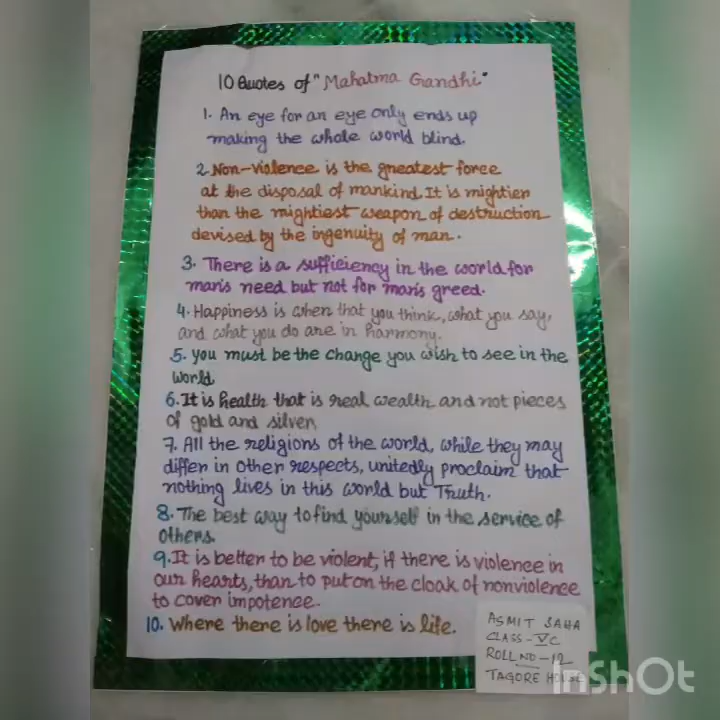 10 Quotes of "Mahatma Gandhi"
1. An eye for an eye only ends up
making the whole world blind.
2. Non-violence is the greatest force
at the disposal of mankind. It is mightier
than the mightiest weapon of destruction
devised by the ingenuity of man.
3. There is a sufficiency in the world for
man's need but not for man's greed.
4. Happiness is when that you think, what you say,
and what you do are in harmony.
5. you must be the change you wish to see in the
world
6. It is health that is real wealth and not pieces
of gold and silver.
7. All the religions of the world, while they may
differ in other respects, unitedly proclaim that
nothing lives in this world but Truth.
8. The best way to find yourself in the service of
others.
9. It is better to be violent, if there is violence in
our hearts, than to put on the cloak of nonviolence
to cover impotence.
10. Where there is love there is life.
ASMIT SAHA
CLASS - V C
ROLL NO - 12
TAGORE HOUSE
InShOt